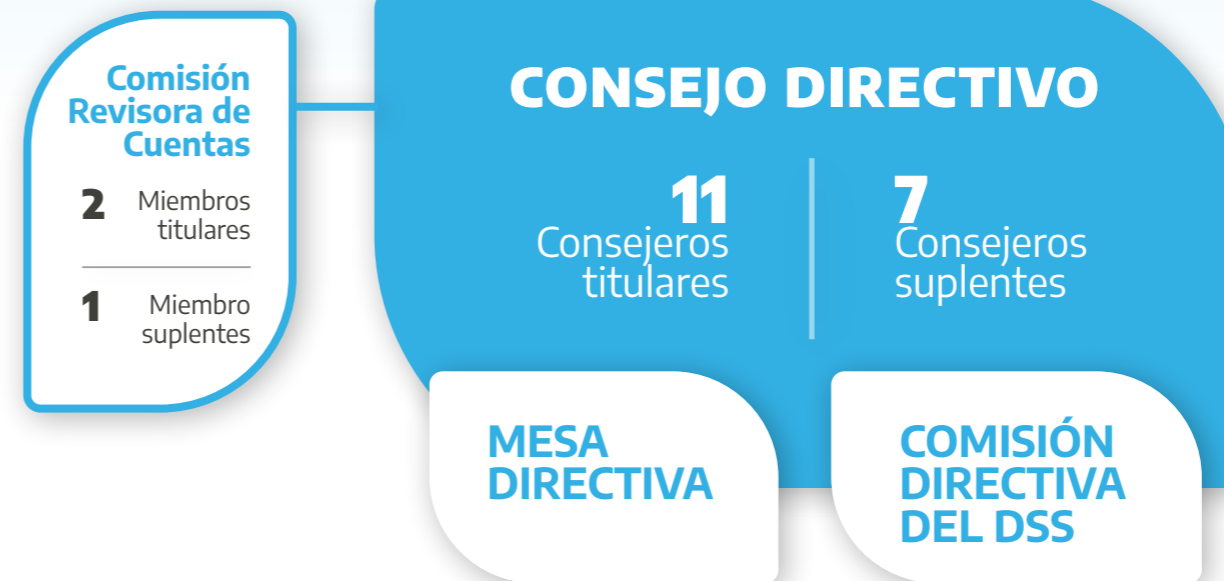 Comisión
Revisora de
Cuentas
2 Miembros
titulares
1 Miembro
suplentes
CONSEJO DIRECTIVO
11
Consejeros
titulares
7
Consejeros
suplentes
MESA
DIRECTIVA
COMISIÓN
DIRECTIVA
DEL DSS